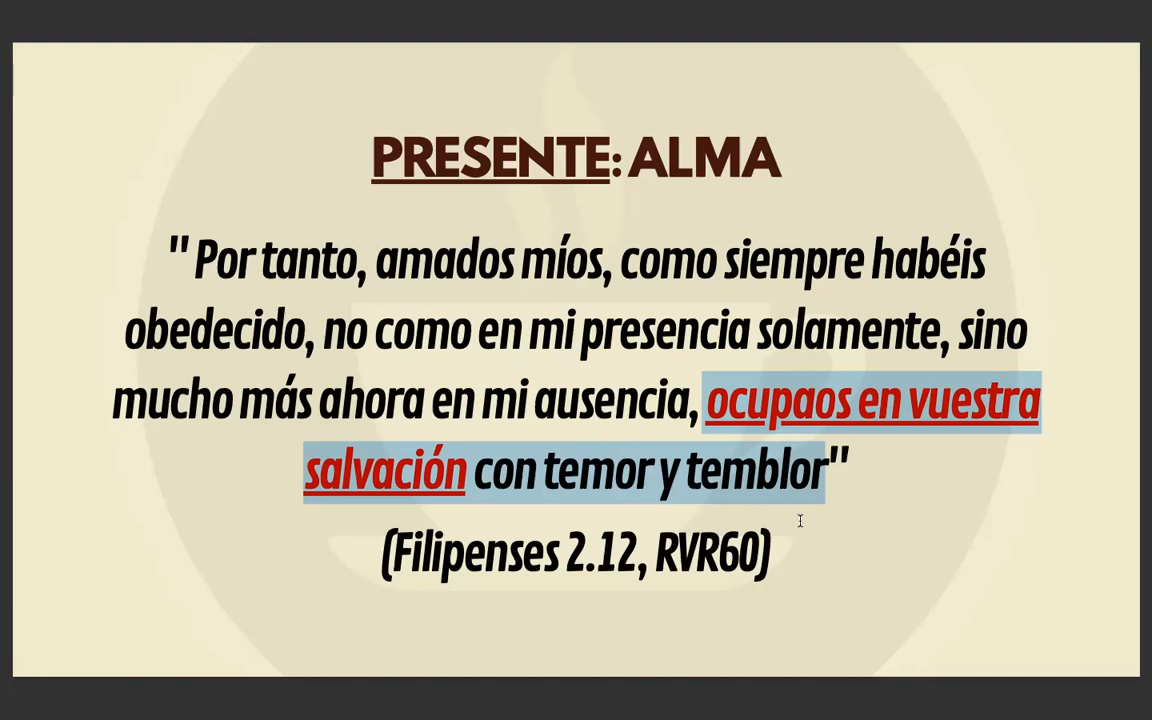 PRESENTE: ALMA
" Por tanto, amados míos, como siempre habéis
obedecido, no como en mi presencia solamente, sino
mucho más ahora en mi ausencia, ocupaos en vuestra
salvación con temor y temblor"
(Filipenses 2.12, RVR60)